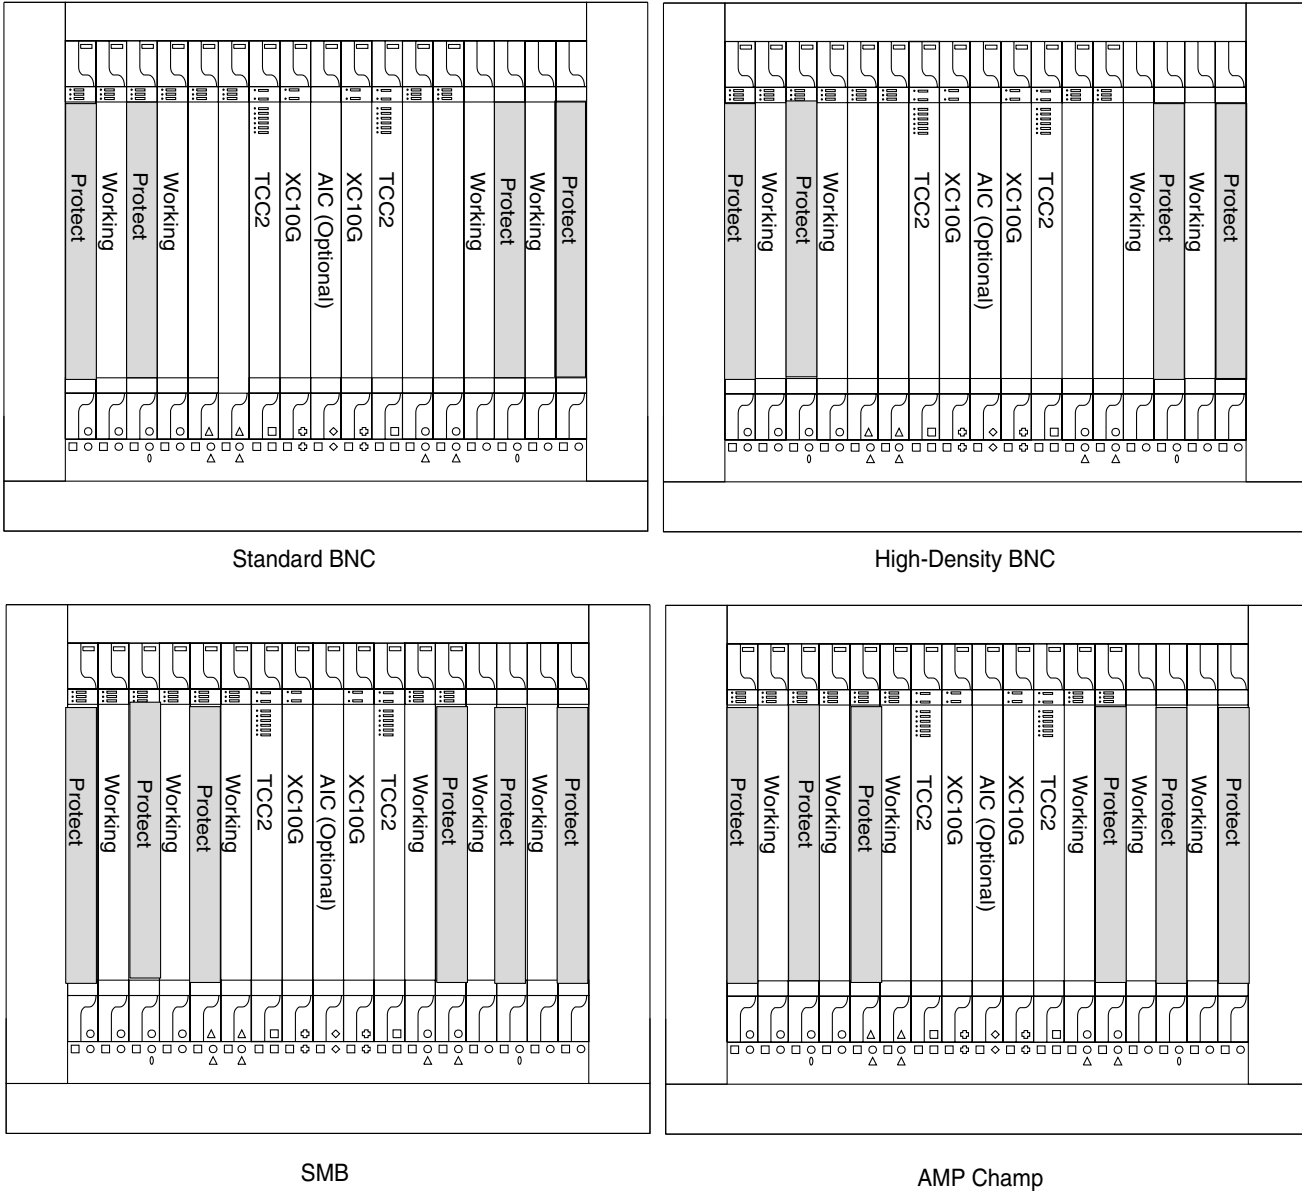 Protect
Working
Protect
Working
TCC2
XC10G
AIC (Optional)
XC10G
TCC2
Working
Protect
Working
Protect
Standard BNC
Protect
Working
Protect
Working
TCC2
XC10G
AIC (Optional)
XC10G
TCC2
Working
Protect
Working
Protect
High-Density BNC
Protect
Working
Protect
Working
Protect
Working
TCC2
XC10G
AIC (Optional)
XC10G
TCC2
Working
Protect
Working
Protect
Working
Protect
SMB
Protect
Working
Protect
Working
Protect
Working
TCC2
XC10G
AIC (Optional)
XC10G
TCC2
Working
Protect
Working
Protect
Working
Protect
AMP Champ